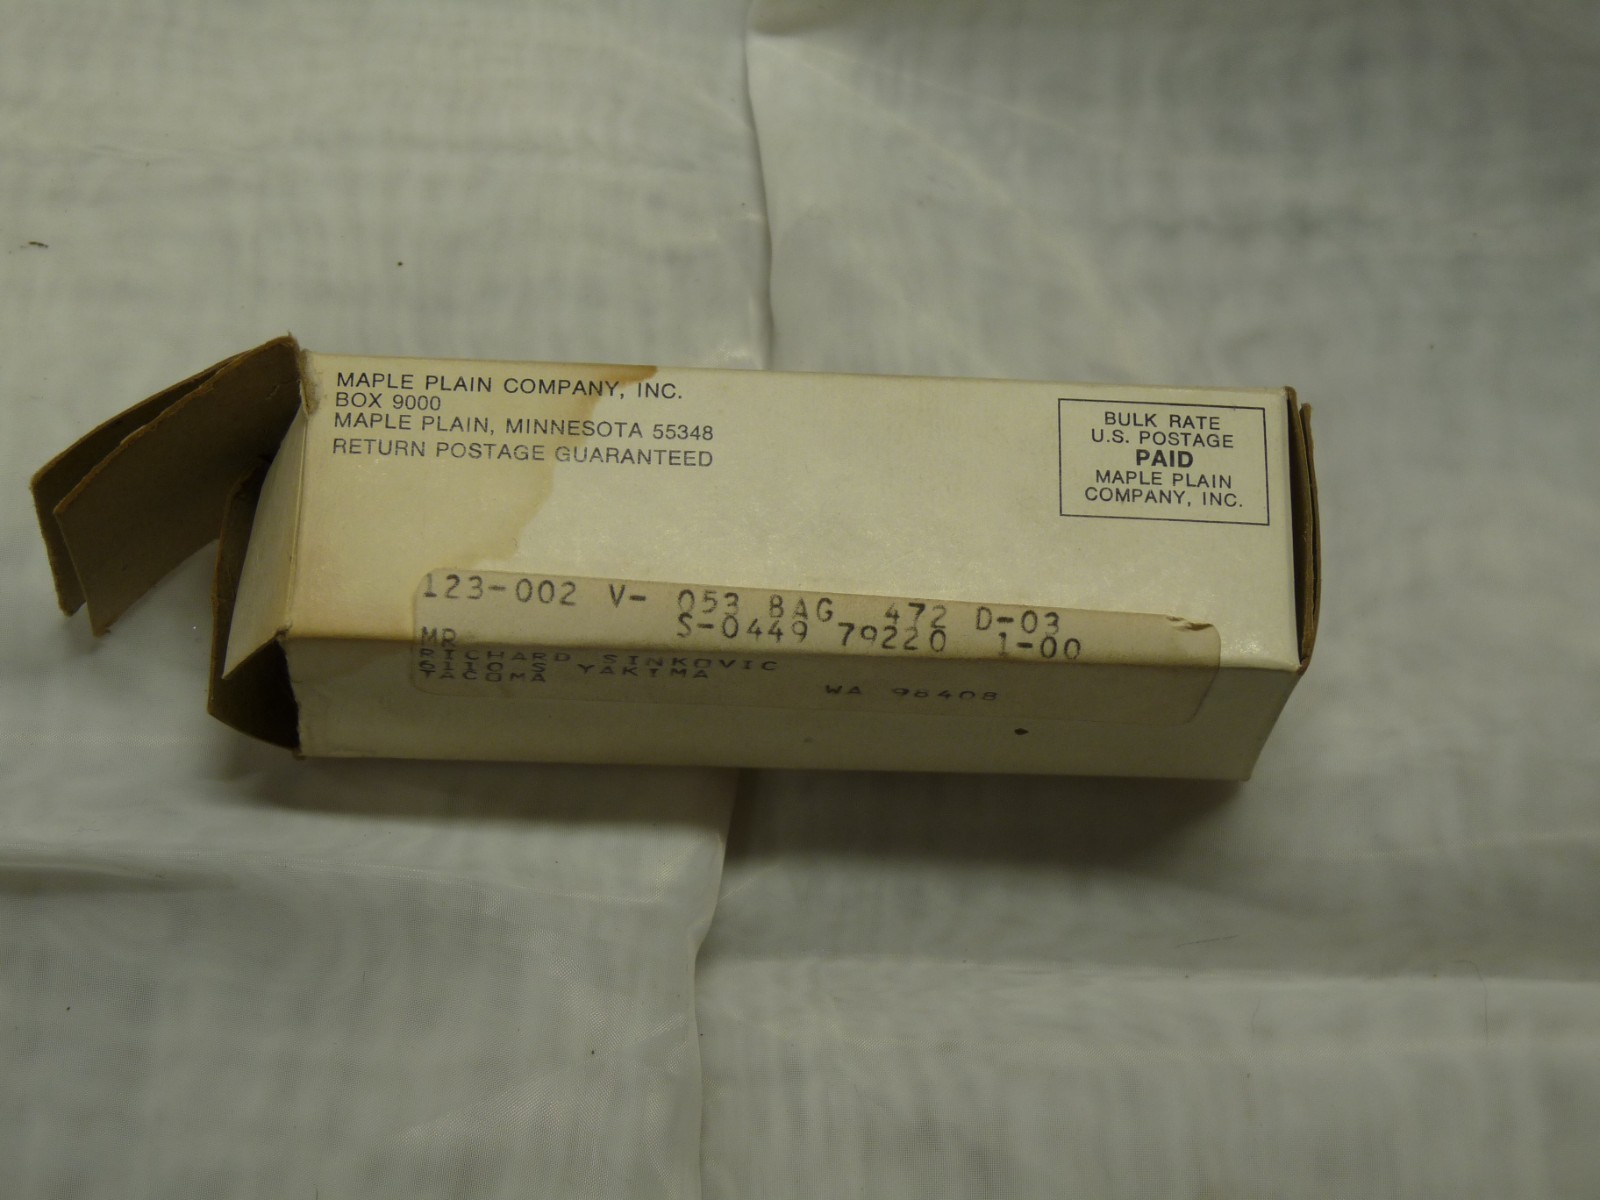 MAPLE PLAIN COMPANY, INC.
BOX 9000
MAPLE PLAIN, MINNESOTA 55348
RETURN POSTAGE GUARANTEED
BULK RATE
U.S. POSTAGE
PAID
MAPLE PLAIN
COMPANY, INC.
123-002 V- 053 BAG 472 D-03
S-0449 79220 1-00
MR
RICHARD SINKOVIC
S YAKIMA
TACOMA WA 98408